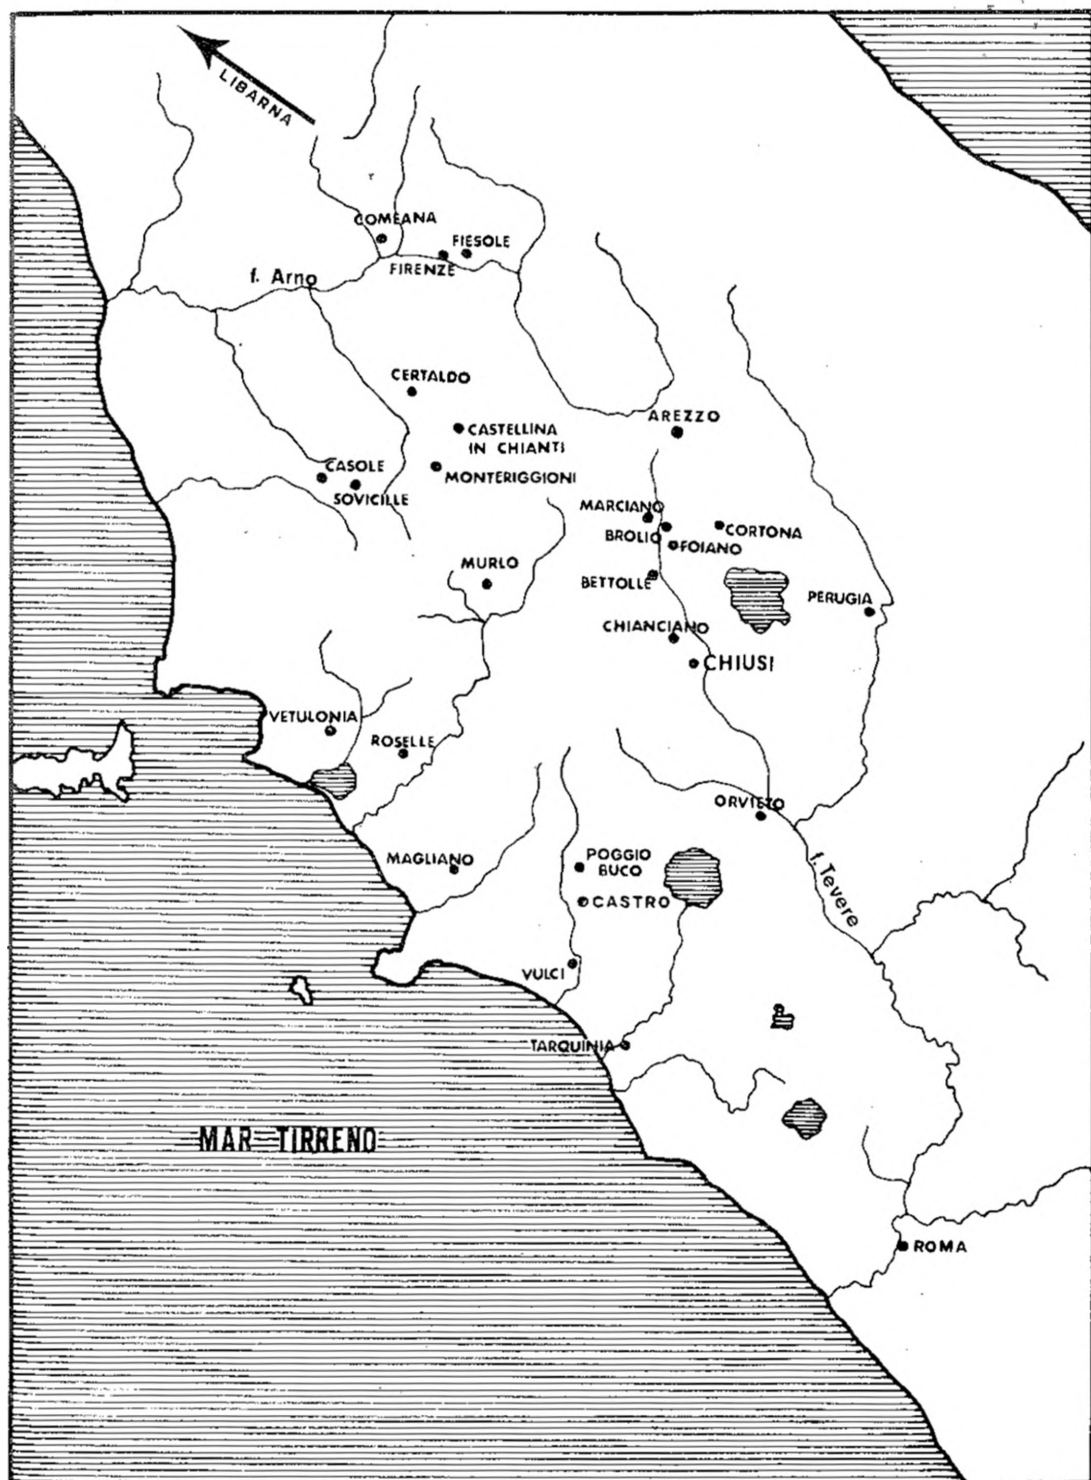 LIBARNA
COMEANA
FIESOLE
FIRENZE
f. Arno
CERTALDO
AREZZO
CASTELLINA
IN CHIANTI
CASOLE
MONTERIGGIONI
SOVICILLE
MARCIANO
CORTONA
BROLIO
FOIANO
MURLO
BETTOLLE
PERUGIA
CHIANCIANO
CHIUSI
VETULONIA
ROSELLE
ORVIETO
MAGLIANO
POGGIO
BUCO
f. Tevere
CASTRO
VULCI
TARQUINIA
MAR TIRRENO
ROMA